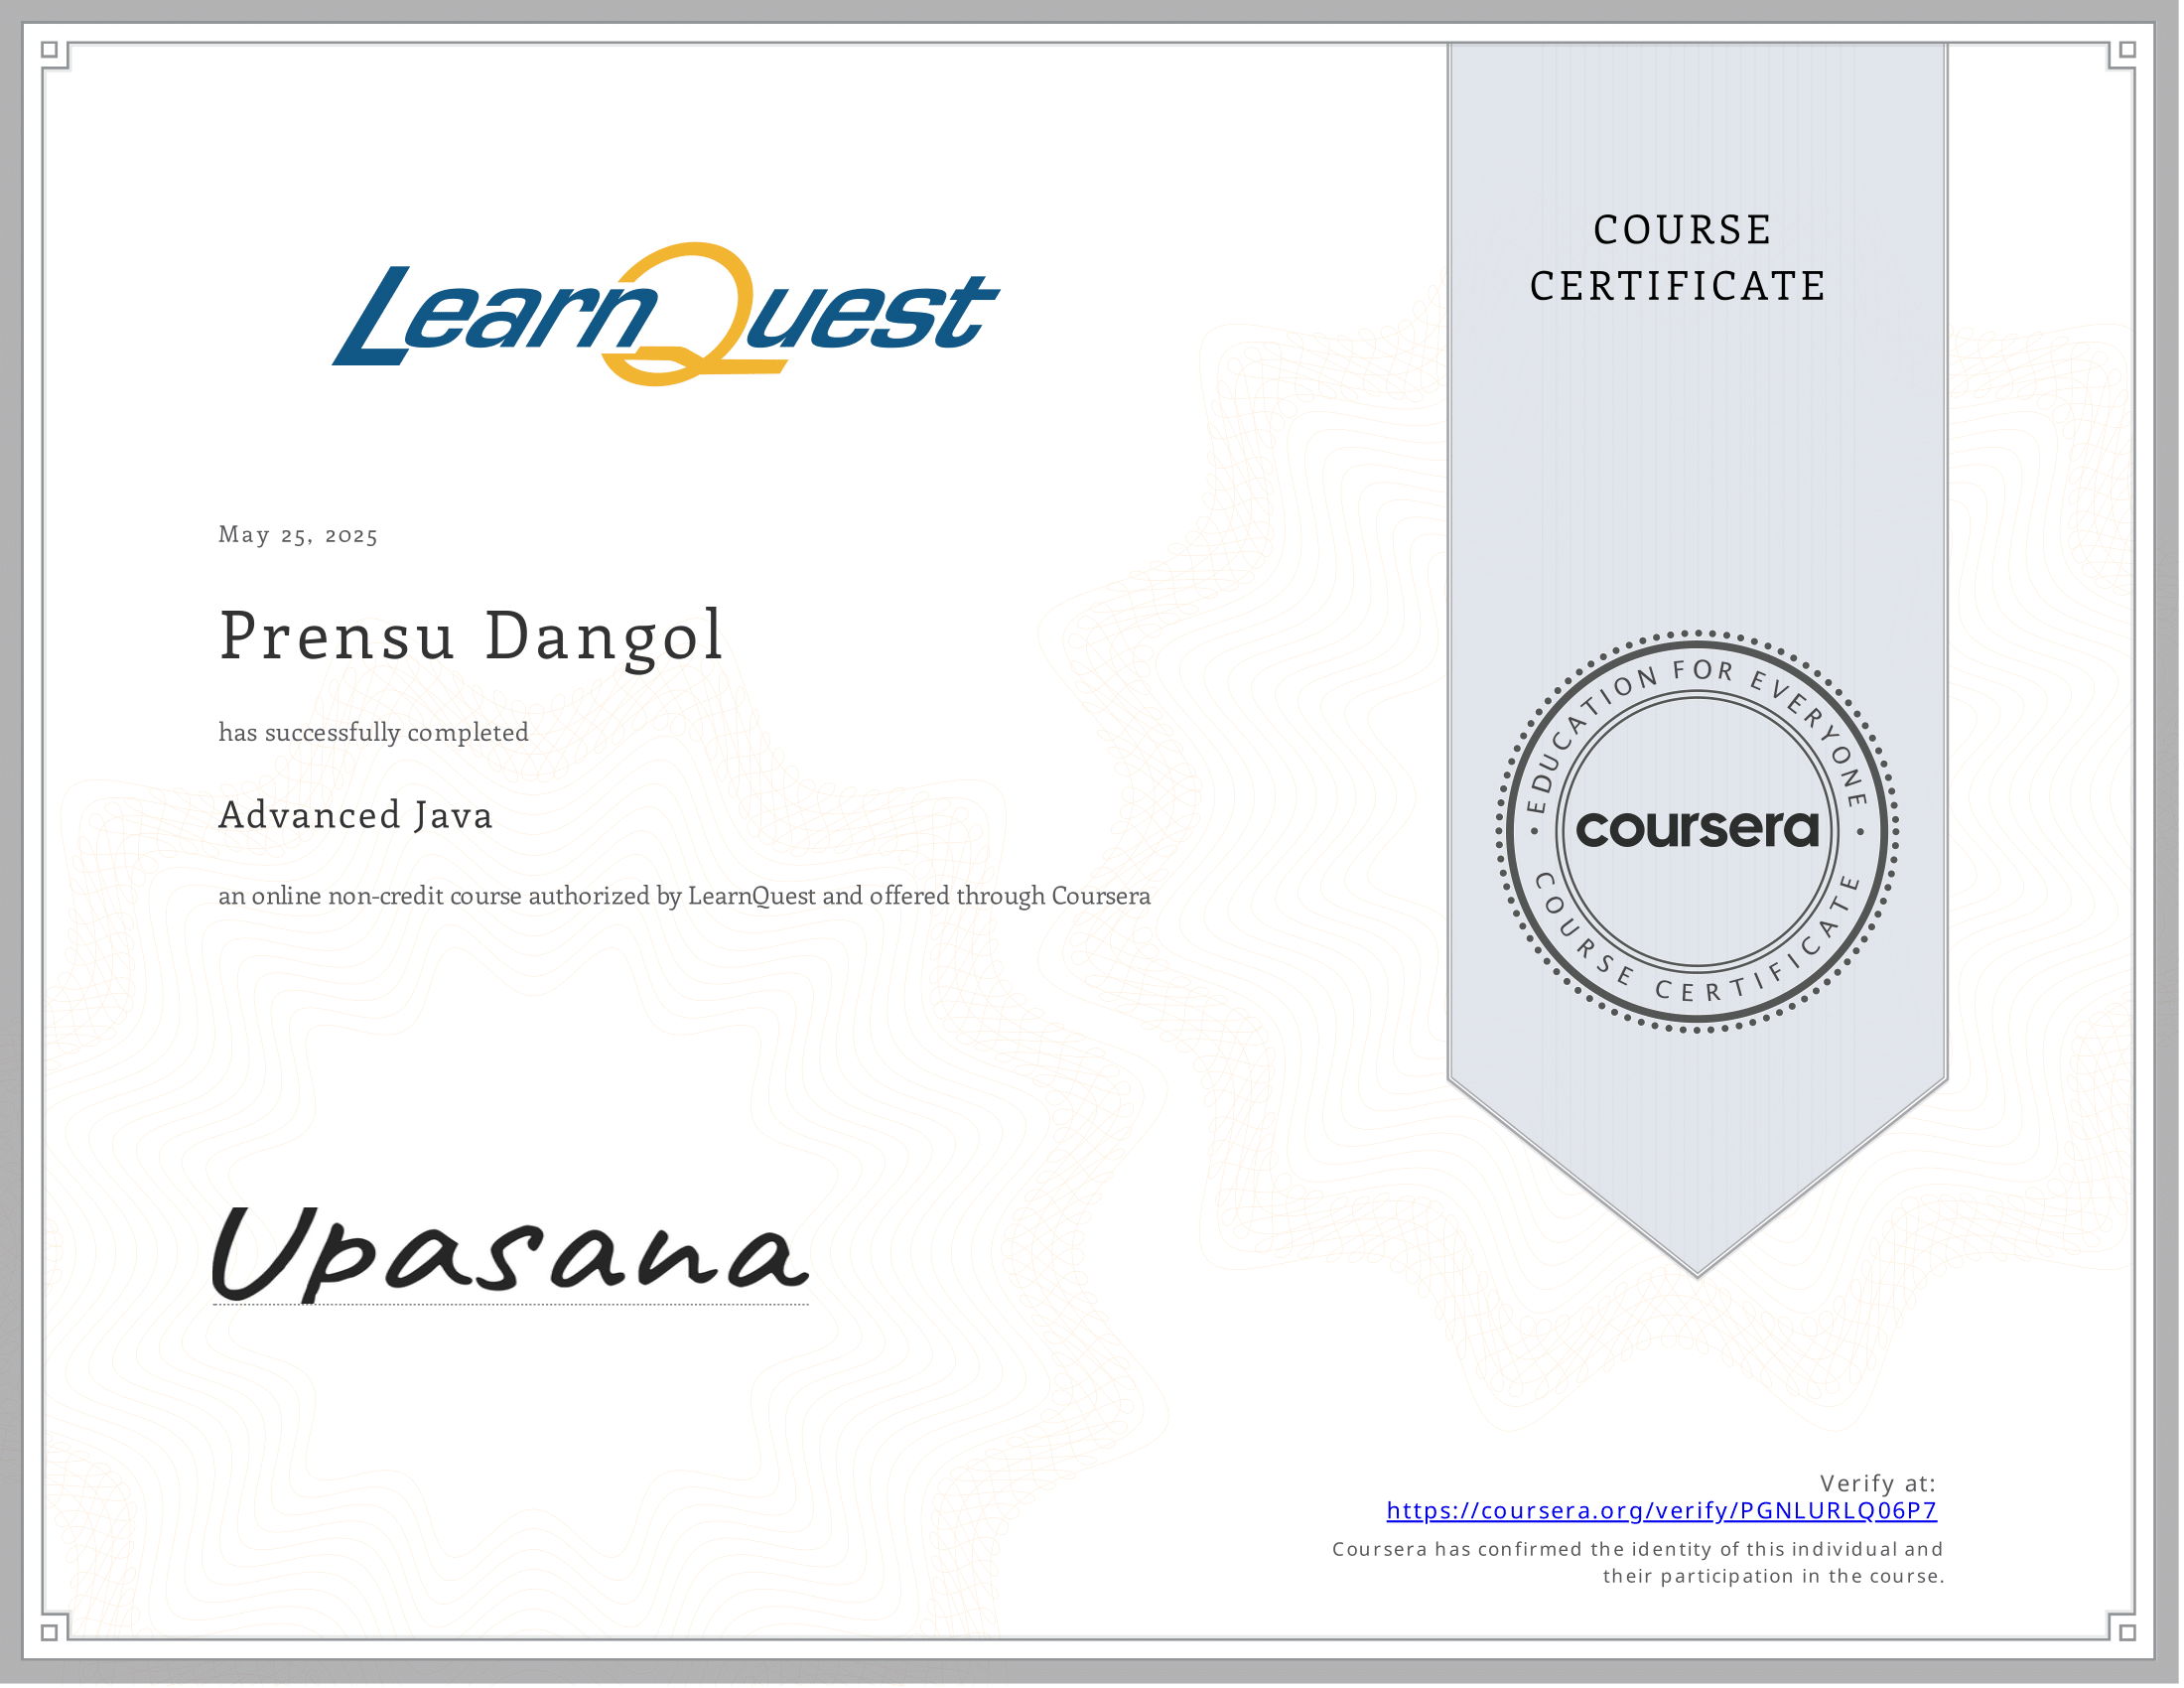 LearnQuest
COURSE
CERTIFICATE
May 25, 2025
Prensu Dangol
has successfully completed
Advanced Java
an online non-credit course authorized by LearnQuest and offered through Coursera
EDUCATION FOR EVERYONE
coursera
COURSE CERTIFICATE
Upasana
Verify at:
https://coursera.org/verify/PGNLURLQ06P7
Coursera has confirmed the identity of this individual and
their participation in the course.